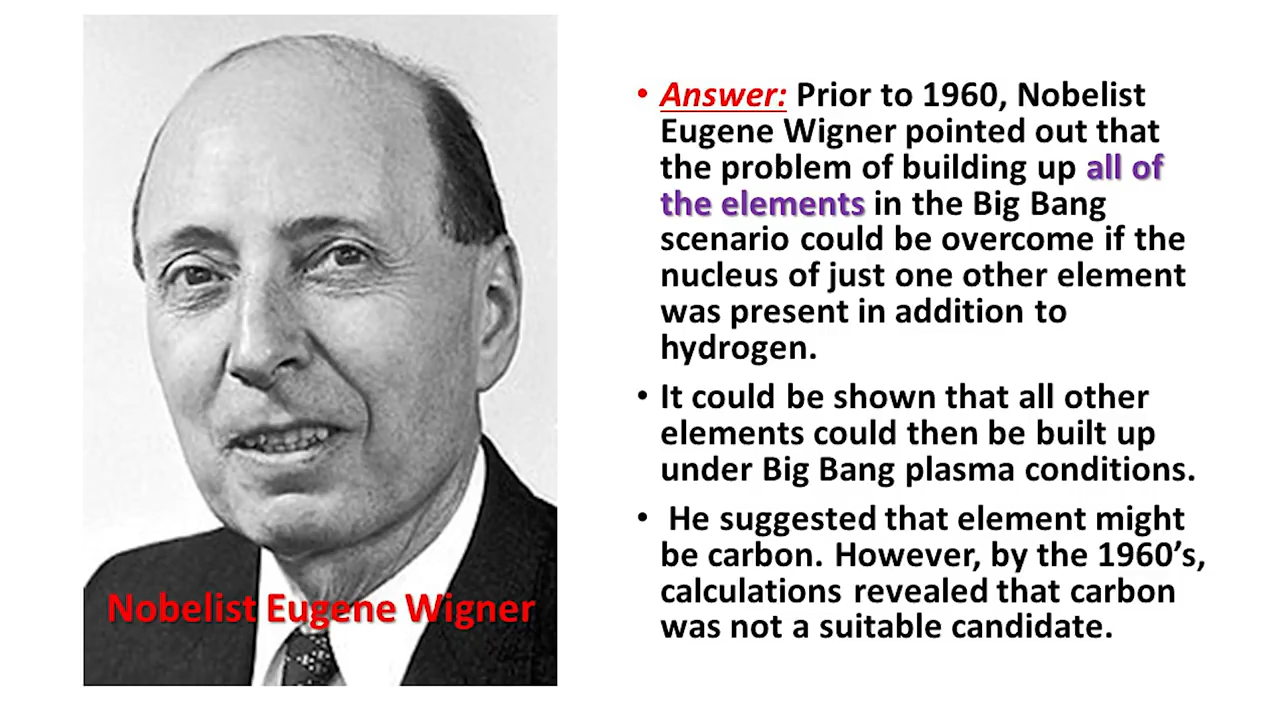 • Answer: Prior to 1960, Nobelist
Eugene Wigner pointed out that
the problem of building up all of
the elements in the Big Bang
scenario could be overcome if the
nucleus of just one other element
was present in addition to
hydrogen.
• It could be shown that all other
elements could then be built up
under Big Bang plasma conditions.
• He suggested that element might
be carbon. However, by the 1960’s,
calculations revealed that carbon
was not a suitable candidate.
Nobelist Eugene Wigner